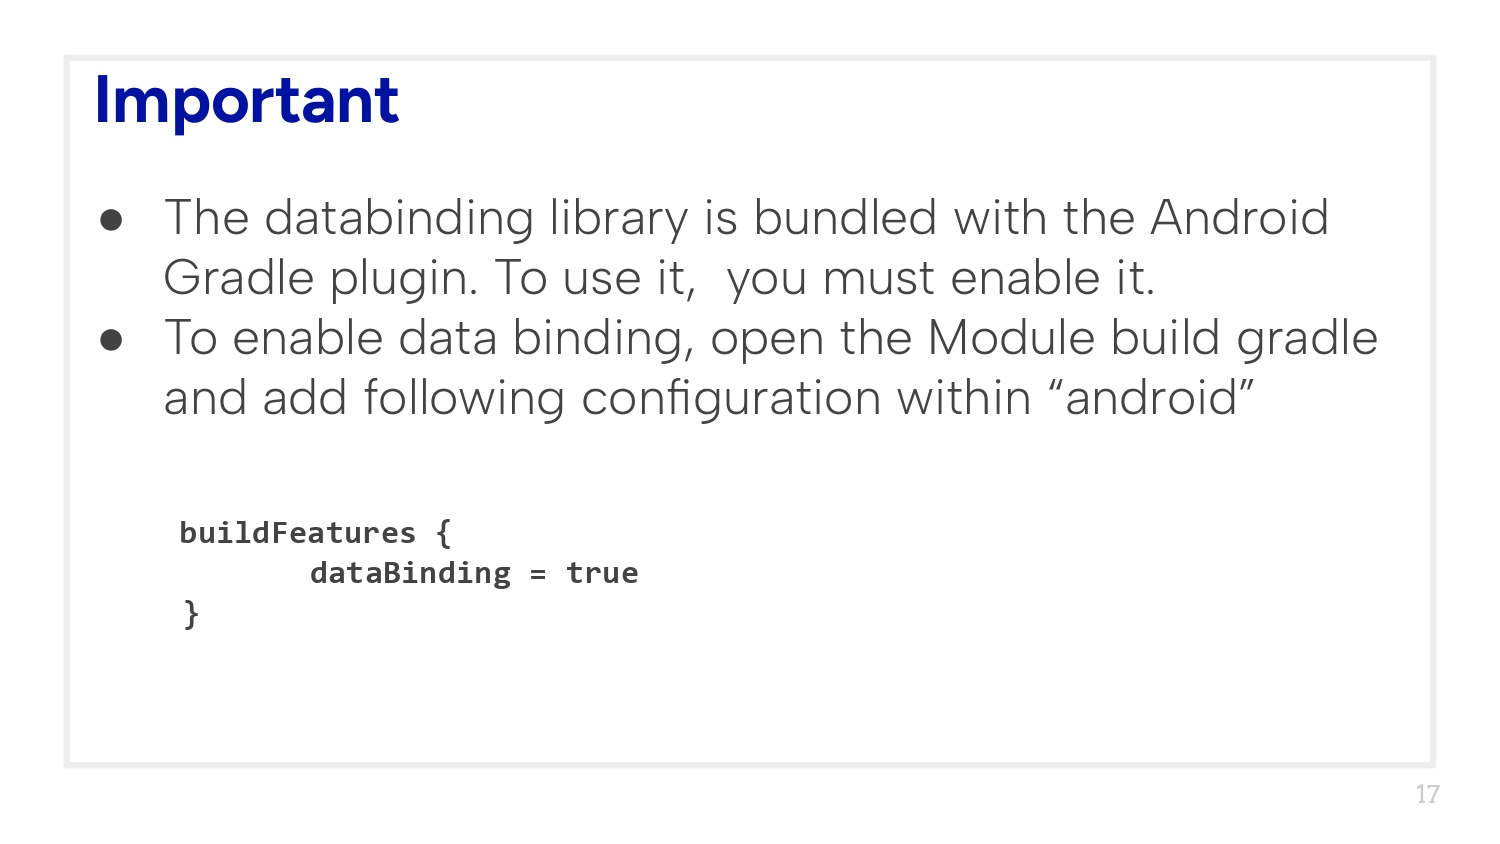 Important
● The databinding library is bundled with the Android
Gradle plugin. To use it,  you must enable it.
● To enable data binding, open the Module build gradle
and add following configuration within “android”
buildFeatures {
dataBinding = true
}
17